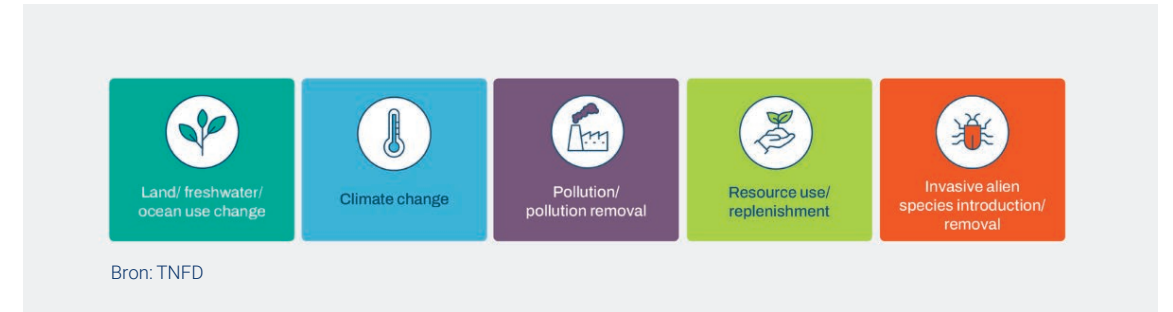 Land/ freshwater/
ocean use change
Climate change
Pollution/
pollution removal
Resource use/
replenishment
Invasive alien
species introduction/
removal
Bron: TNFD